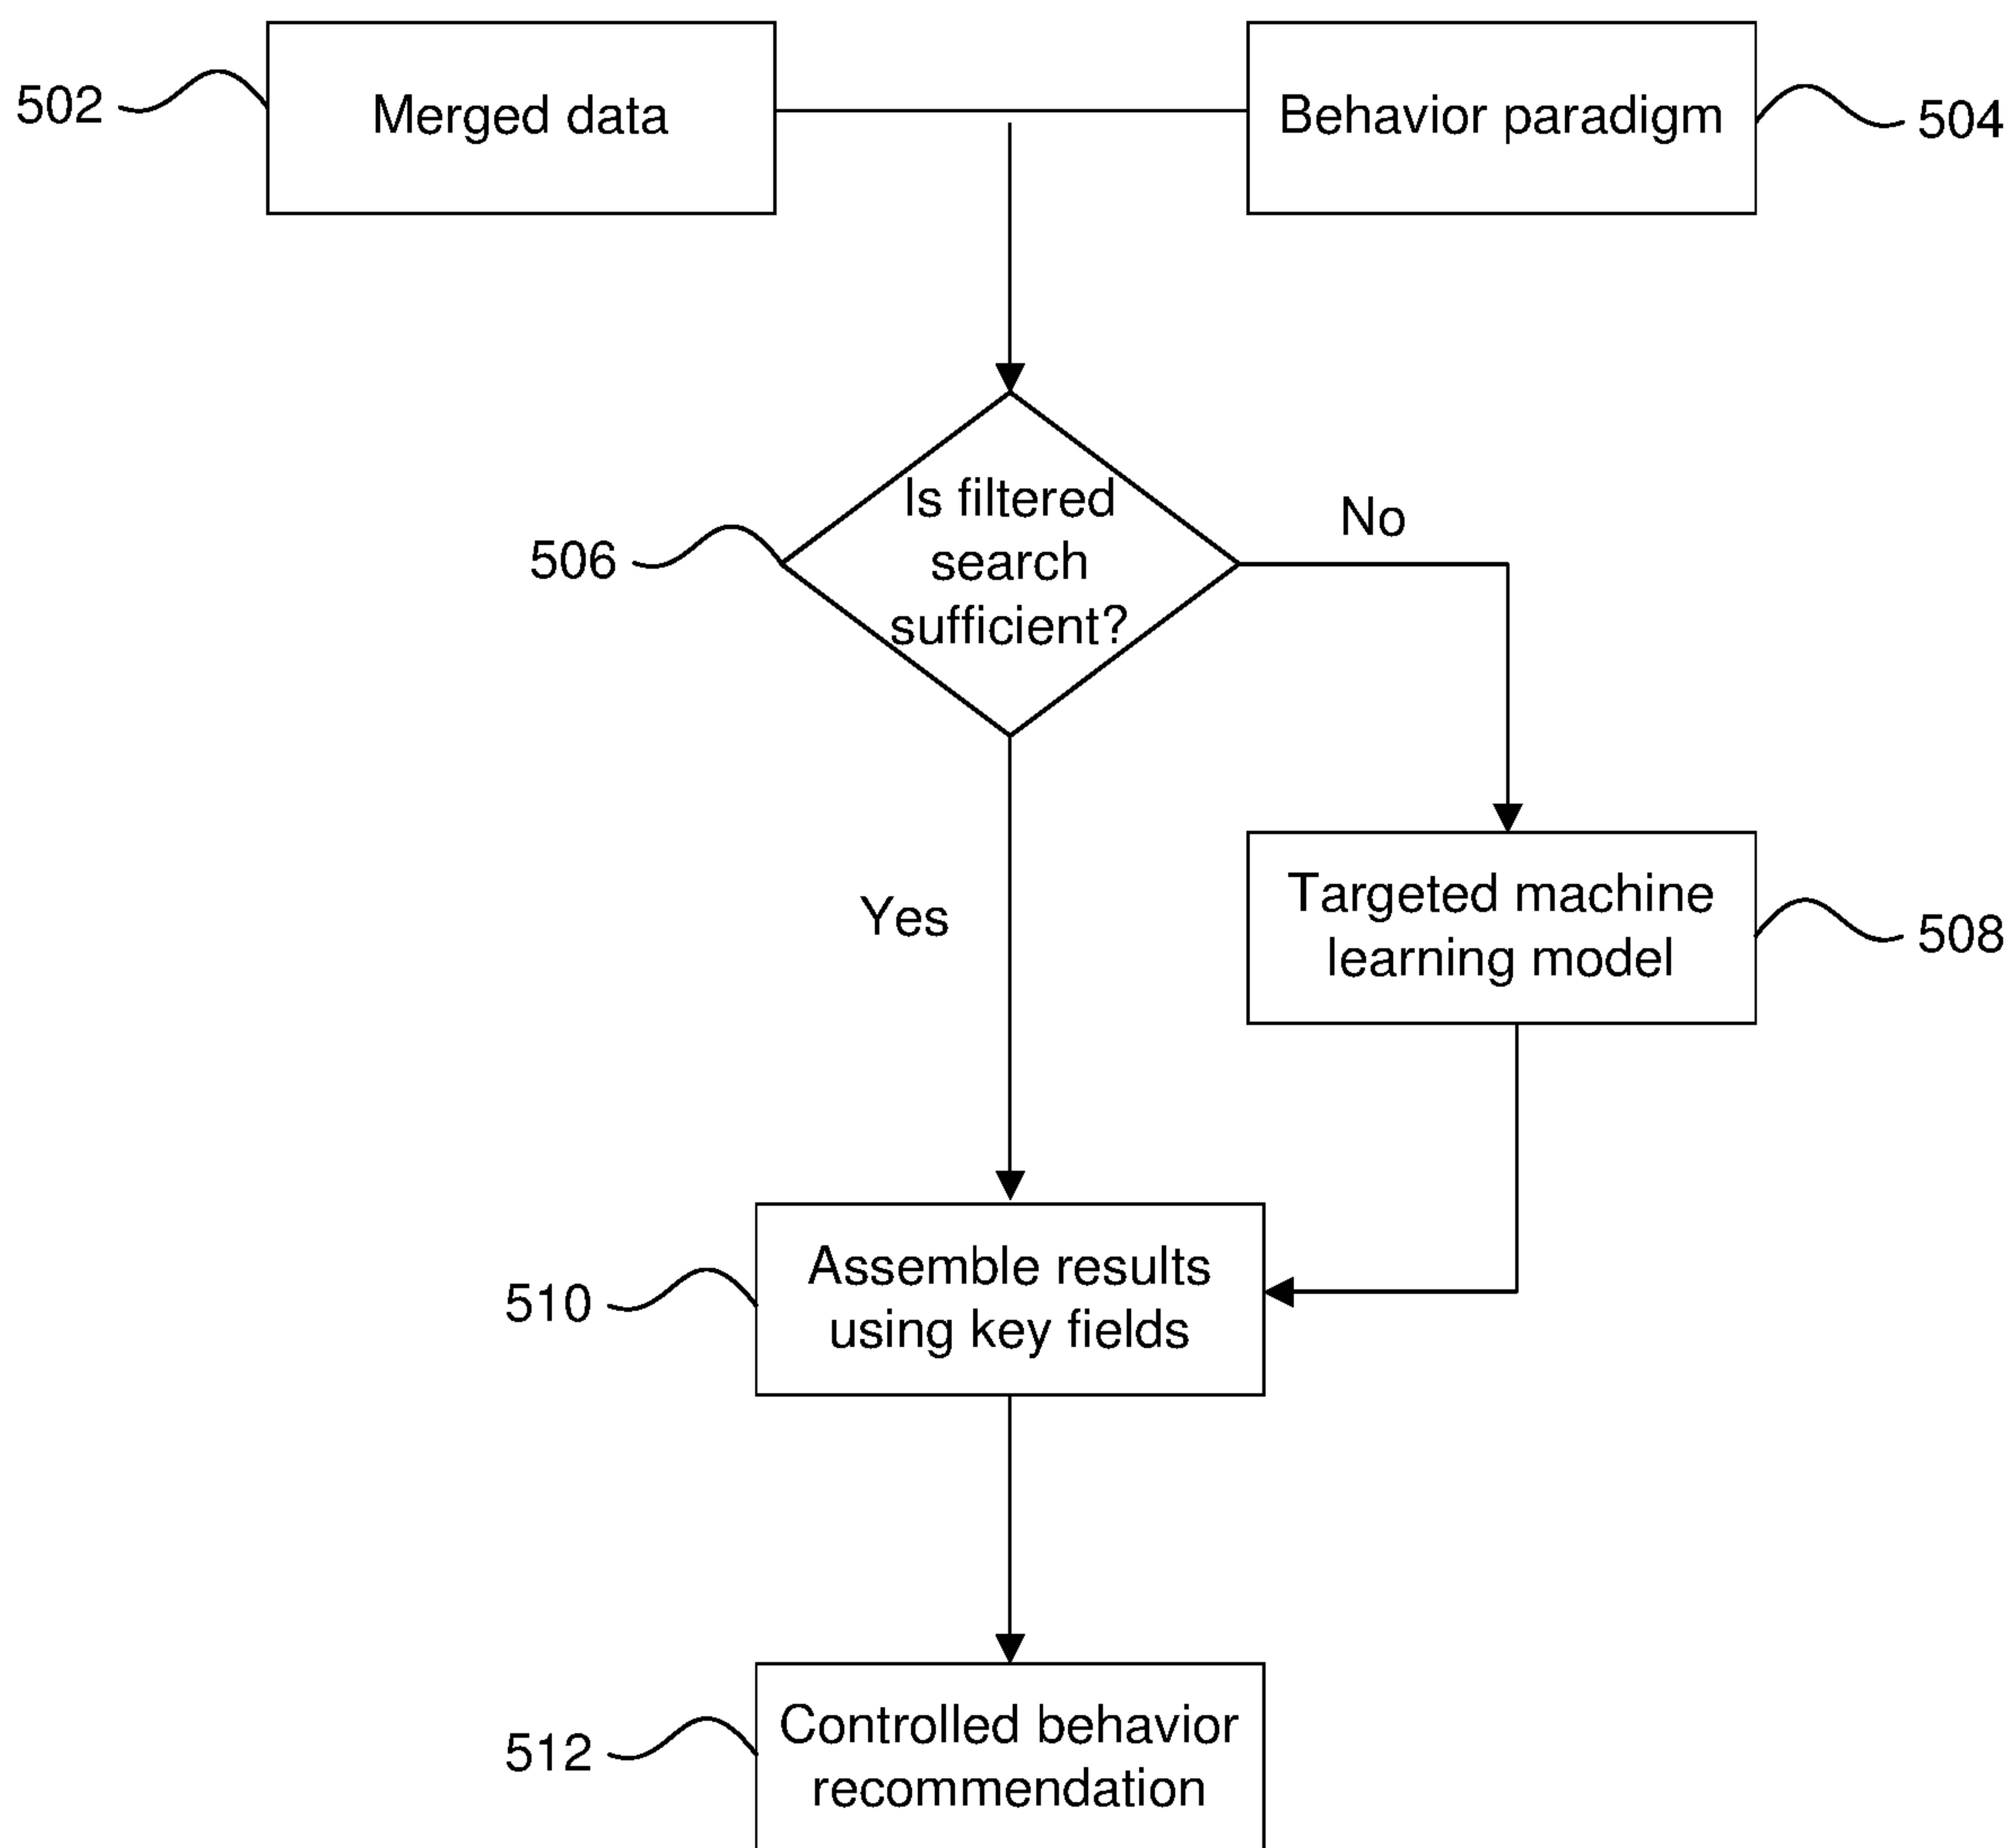 502
Merged data
Behavior paradigm
504
Is filtered
search
sufficient?
506
No
Yes
Targeted machine
learning model
508
Assemble results
using key fields
510
Controlled behavior
recommendation
512